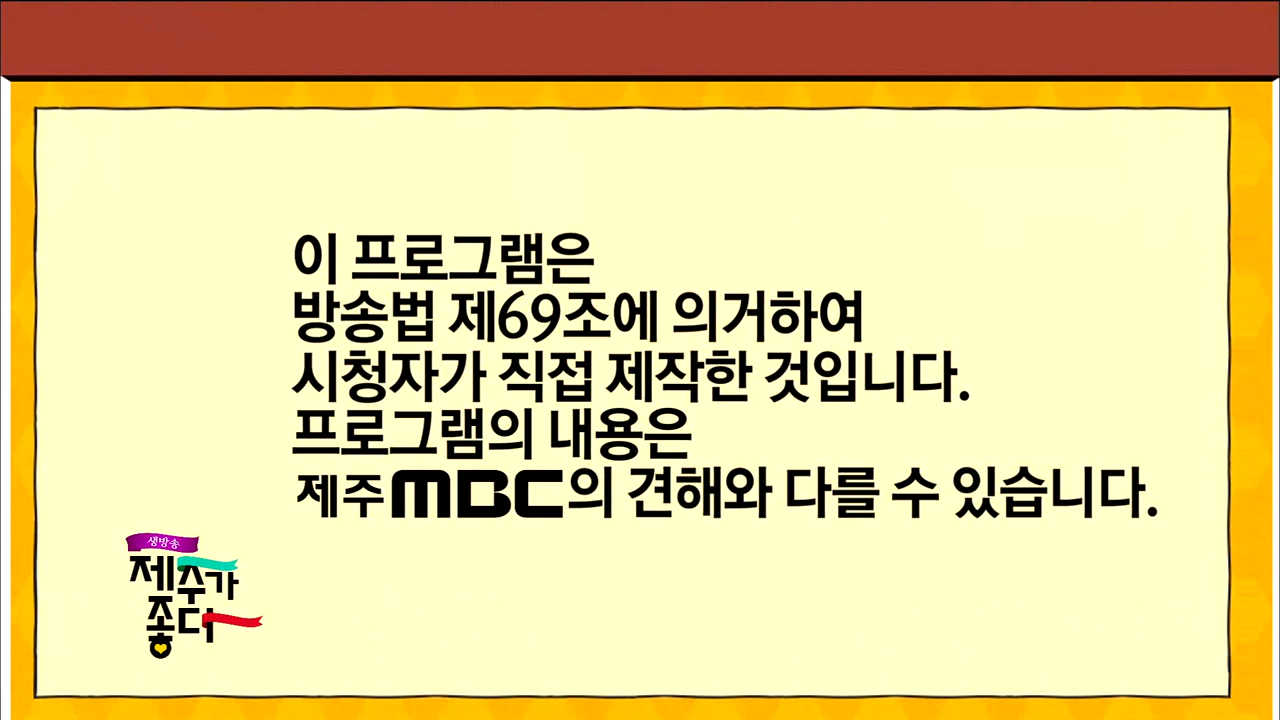 이 프로그램은
방송법 제69조에 의거하여
시청자가 직접 제작한 것입니다.
프로그램의 내용은
제주MBC의 견해와 다를 수 있습니다.
생방송
제주가
좋다